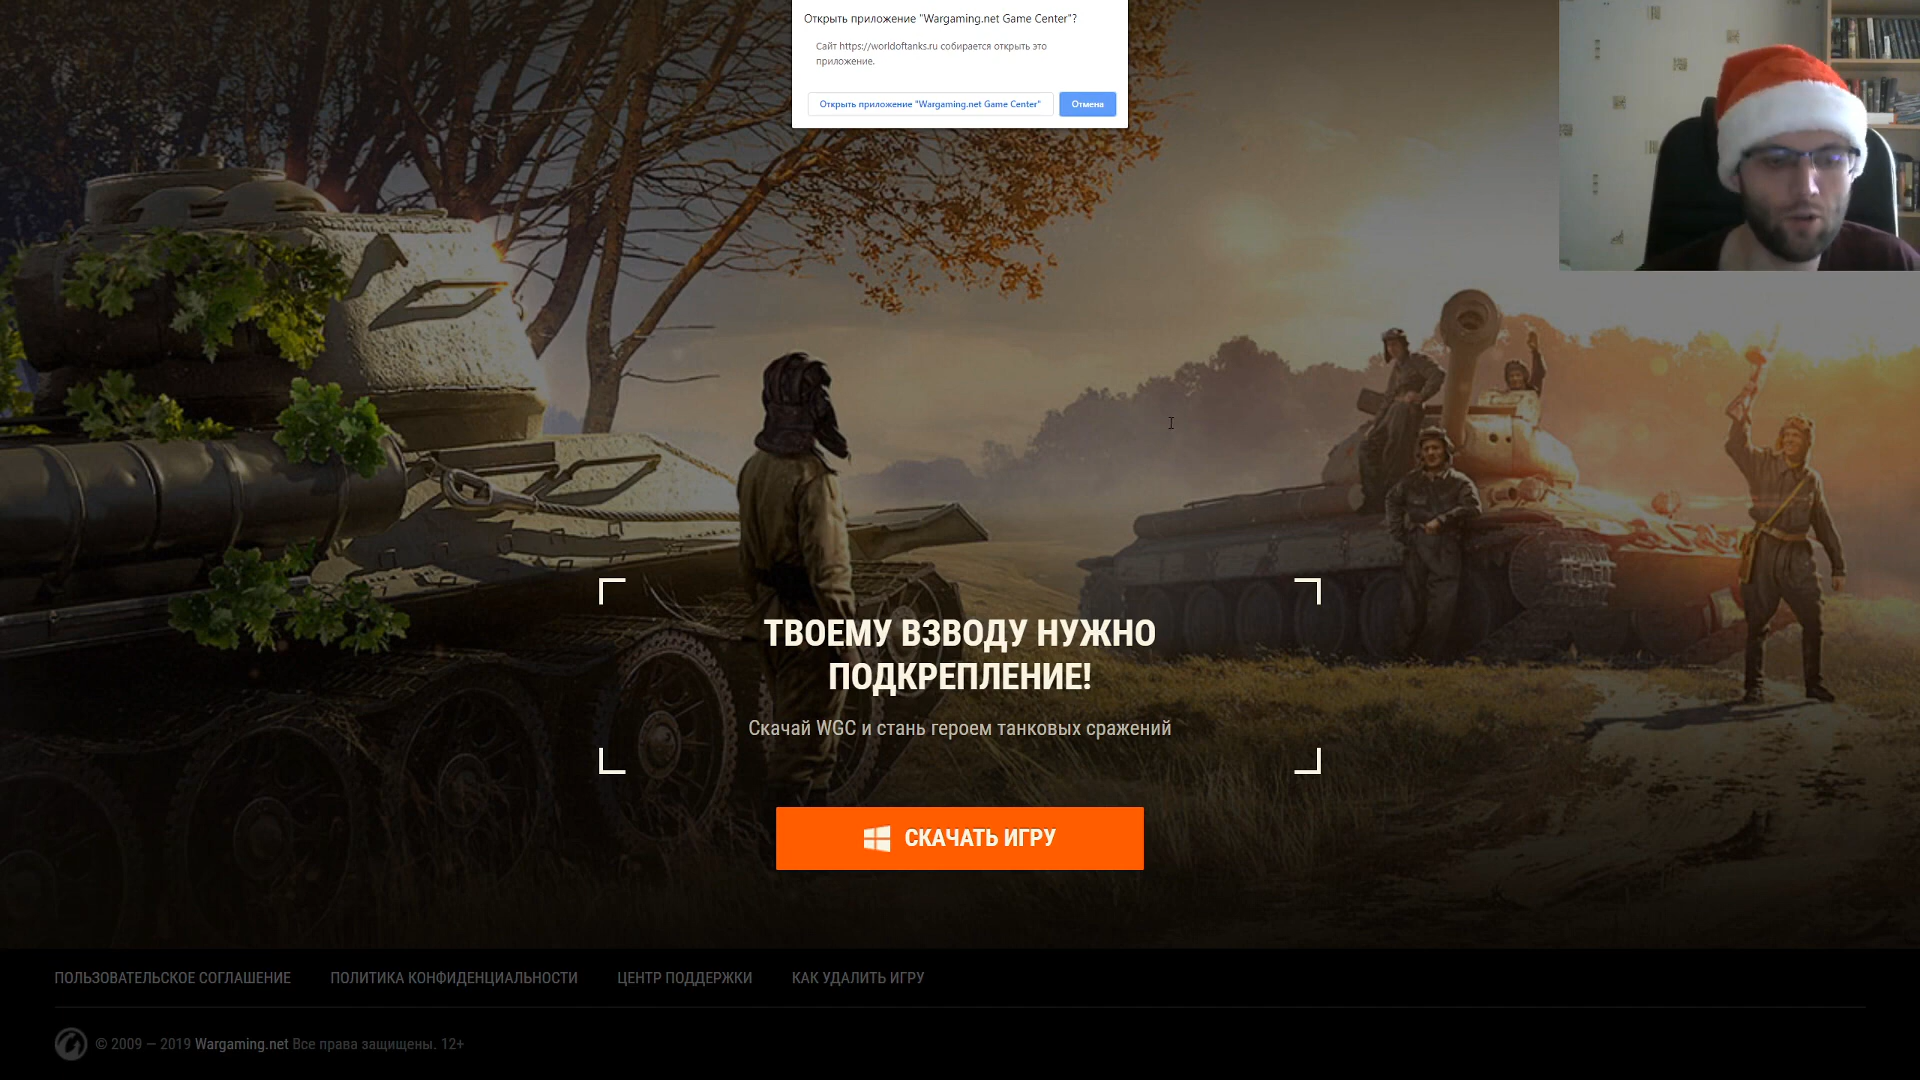 Открыть приложение "Wargaming.net Game Center"?
Сайт https://worldoftanks.ru собирается открыть это
приложение.
Открыть приложение "Wargaming.net Game Center"
Отмена
ТВОЕМУ ВЗВОДУ НУЖНО
ПОДКРЕПЛЕНИЕ!
Скачай WGC и стань героем танковых сражений
СКАЧАТЬ ИГРУ
ПОЛЬЗОВАТЕЛЬСКОЕ СОГЛАШЕНИЕ ПОЛИТИКА КОНФИДЕНЦИАЛЬНОСТИ ЦЕНТР ПОДДЕРЖКИ КАК УДАЛИТЬ ИГРУ
© 2009 — 2019 Wargaming.net Все права защищены. 12+